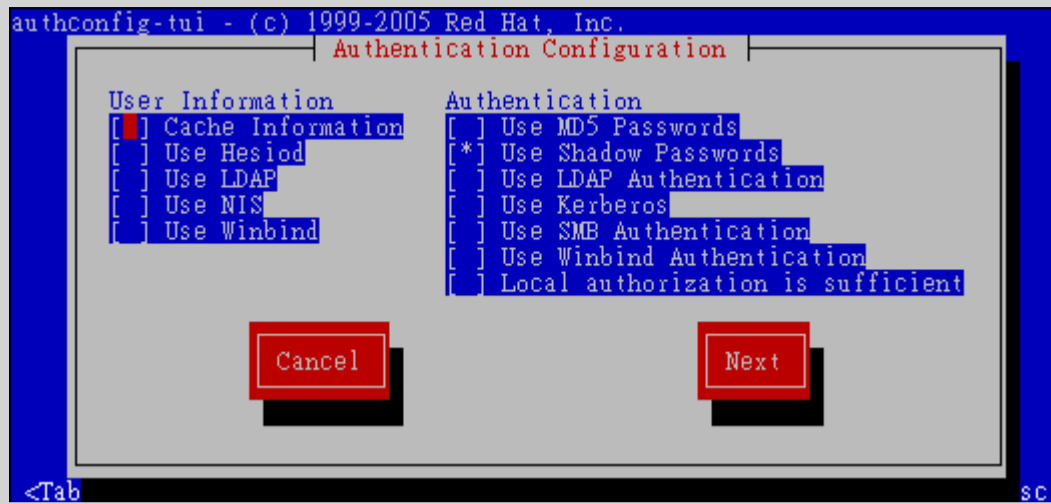 authconfig-tui - (c) 1999-2005 Red Hat, Inc.
Authentication Configuration
User Information
[ ] Cache Information
[ ] Use Hesiod
[ ] Use LDAP
[ ] Use NIS
[ ] Use Winbind
Authentication
[ ] Use MD5 Passwords
[*] Use Shadow Passwords
[ ] Use LDAP Authentication
[ ] Use Kerberos
[ ] Use SMB Authentication
[ ] Use Winbind Authentication
[ ] Local authorization is sufficient
Cancel
Next
<Tab
sc